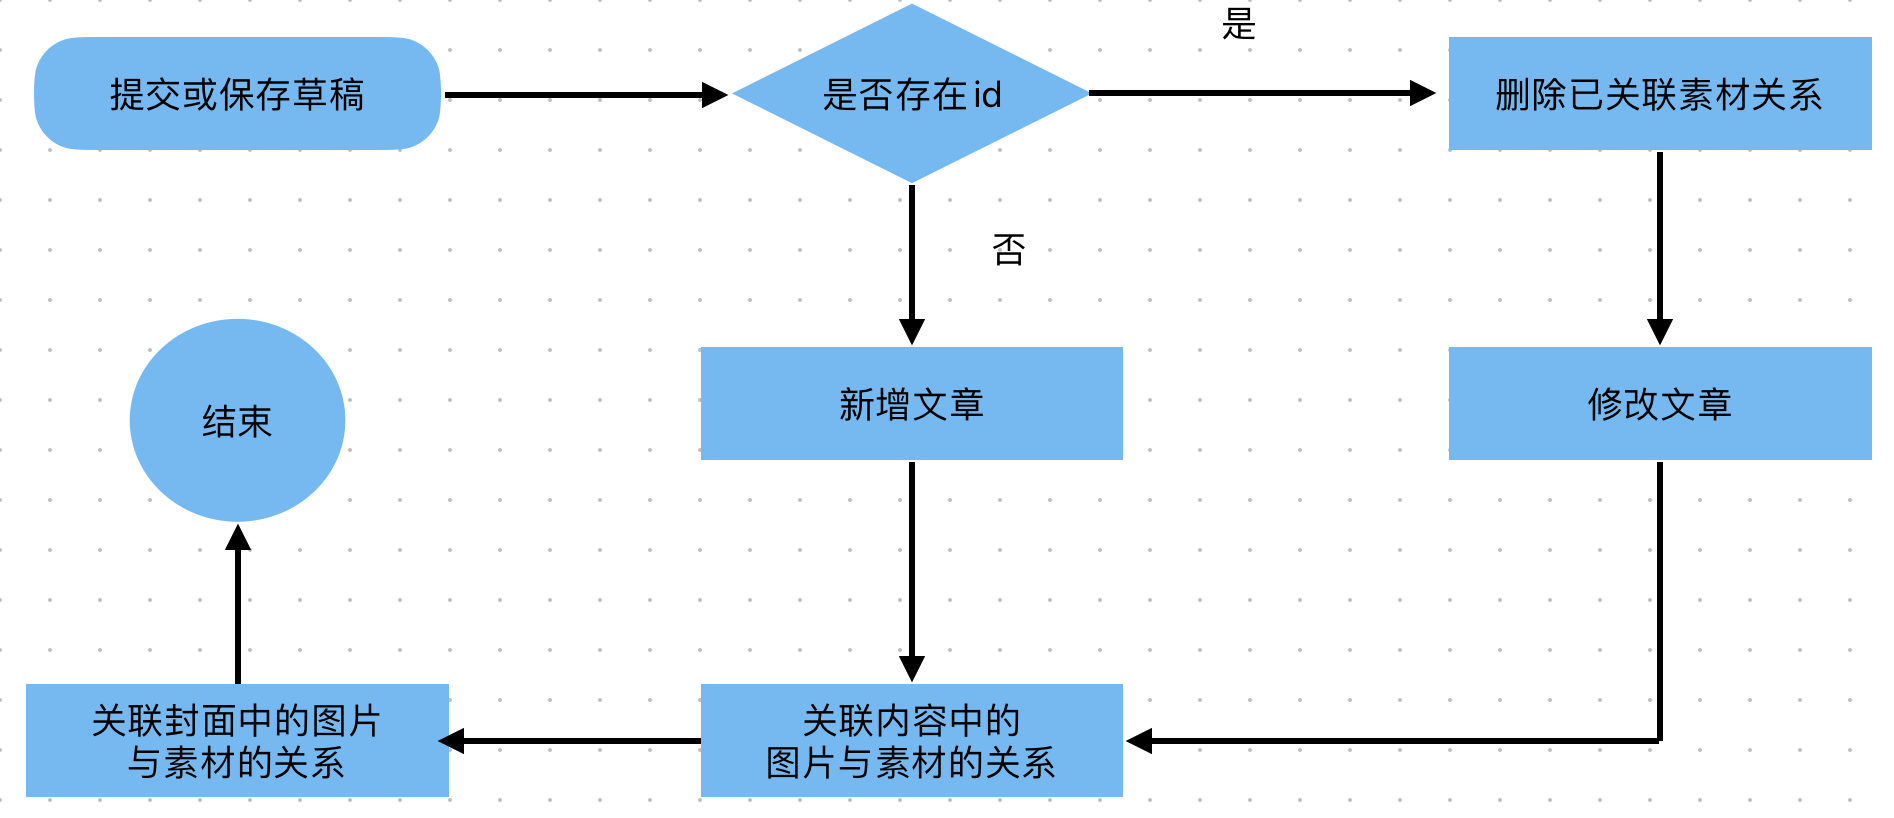 提交或保存草稿
是否存在id
是
删除已关联素材关系
否
结束
新增文章
修改文章
关联封面中的图片
与素材的关系
关联内容中的
图片与素材的关系